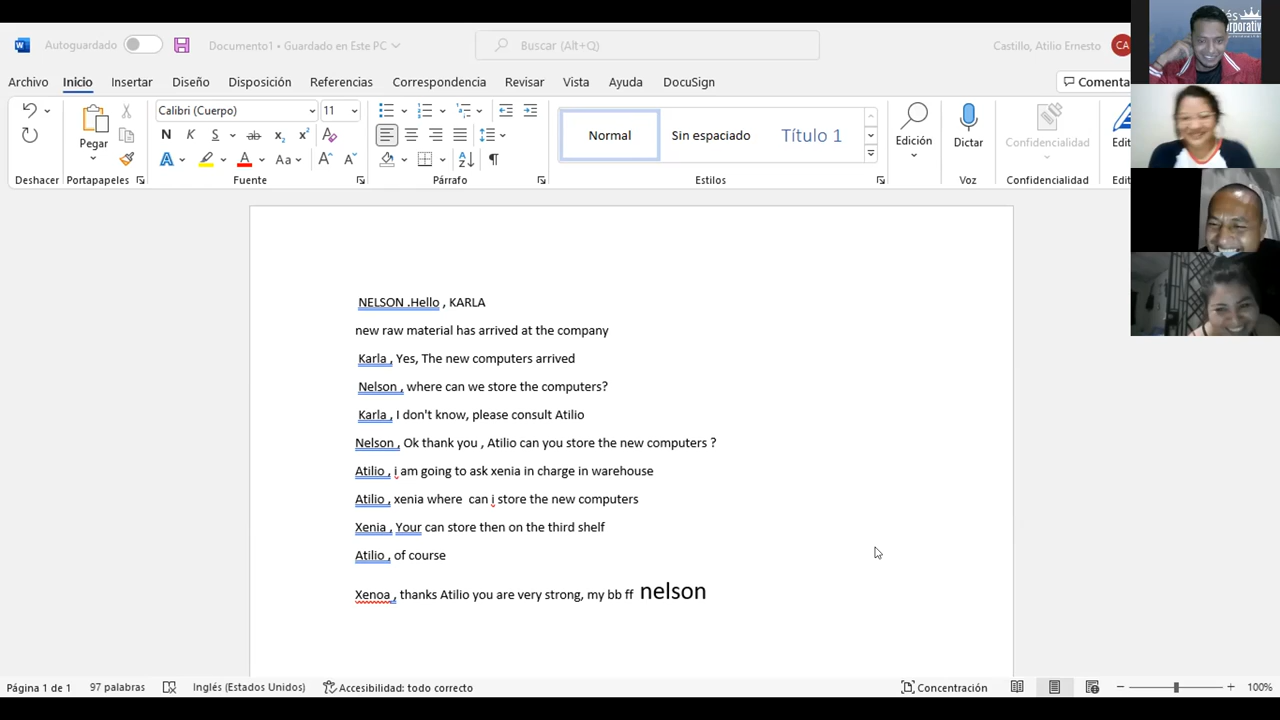 Autoguardado
Documento1 • Guardado en Este PC
Buscar (Alt+Q)
Castillo, Atilio Ernesto
CA
Archivo Inicio Insertar Diseño Disposición Referencias Correspondencia Revisar Vista Ayuda DocuSign
Comenta
Calibri (Cuerpo) 11
Pegar
N K S ab x₂ x²
A A Aa A A
Normal Sin espaciado Título 1
Edición Dictar Confidencialidad Edit
Deshacer Portapapeles Fuente Párrafo Estilos Voz Confidencialidad Edit
NELSON .Hello , KARLA
new raw material has arrived at the company
Karla , Yes, The new computers arrived
Nelson , where can we store the computers?
Karla , I don't know, please consult Atilio
Nelson , Ok thank you , Atilio can you store the new computers ?
Atilio , i am going to ask xenia in charge in warehouse
Atilio , xenia where can i store the new computers
Xenia , Your can store then on the third shelf
Atilio , of course
Xenoa , thanks Atilio you are very strong, my bb ff nelson
Página 1 de 1 97 palabras Inglés (Estados Unidos) Accesibilidad: todo correcto Concentración 100%